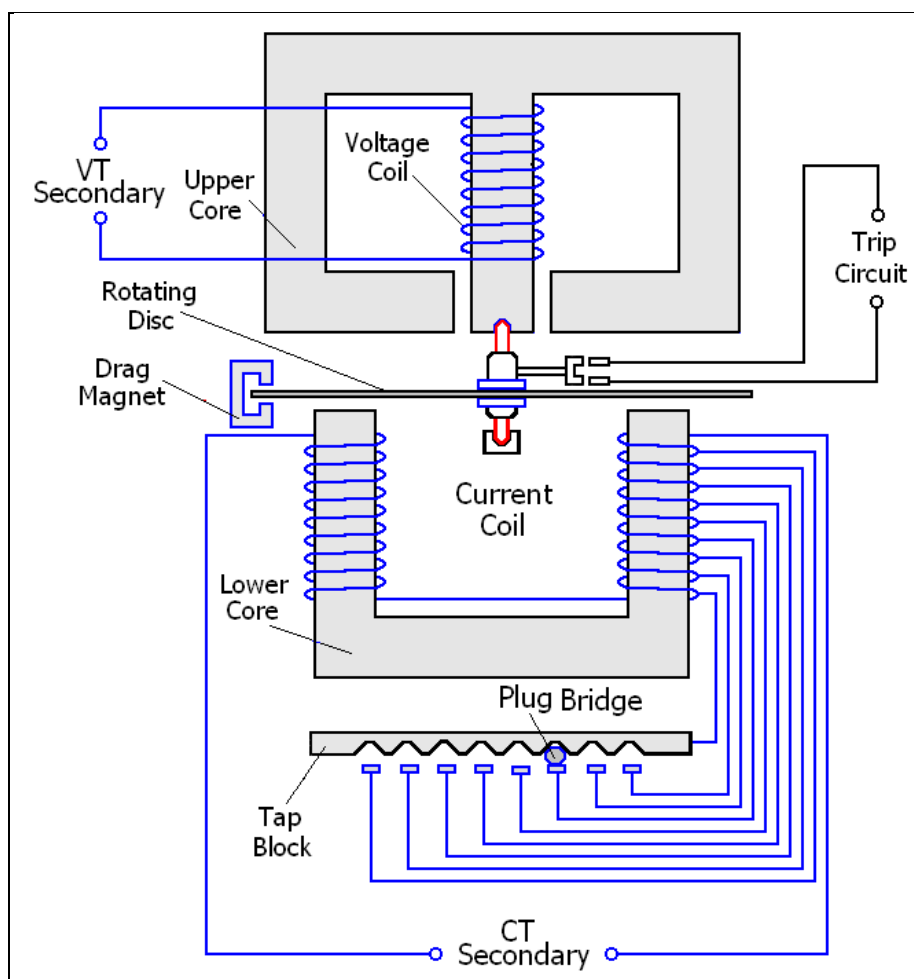 VT
Secondary
Upper
Core
Voltage
Coil
Trip
Circuit
Rotating
Disc
Drag
Magnet
Current
Coil
Lower
Core
Plug Bridge
Tap
Block
CT
Secondary